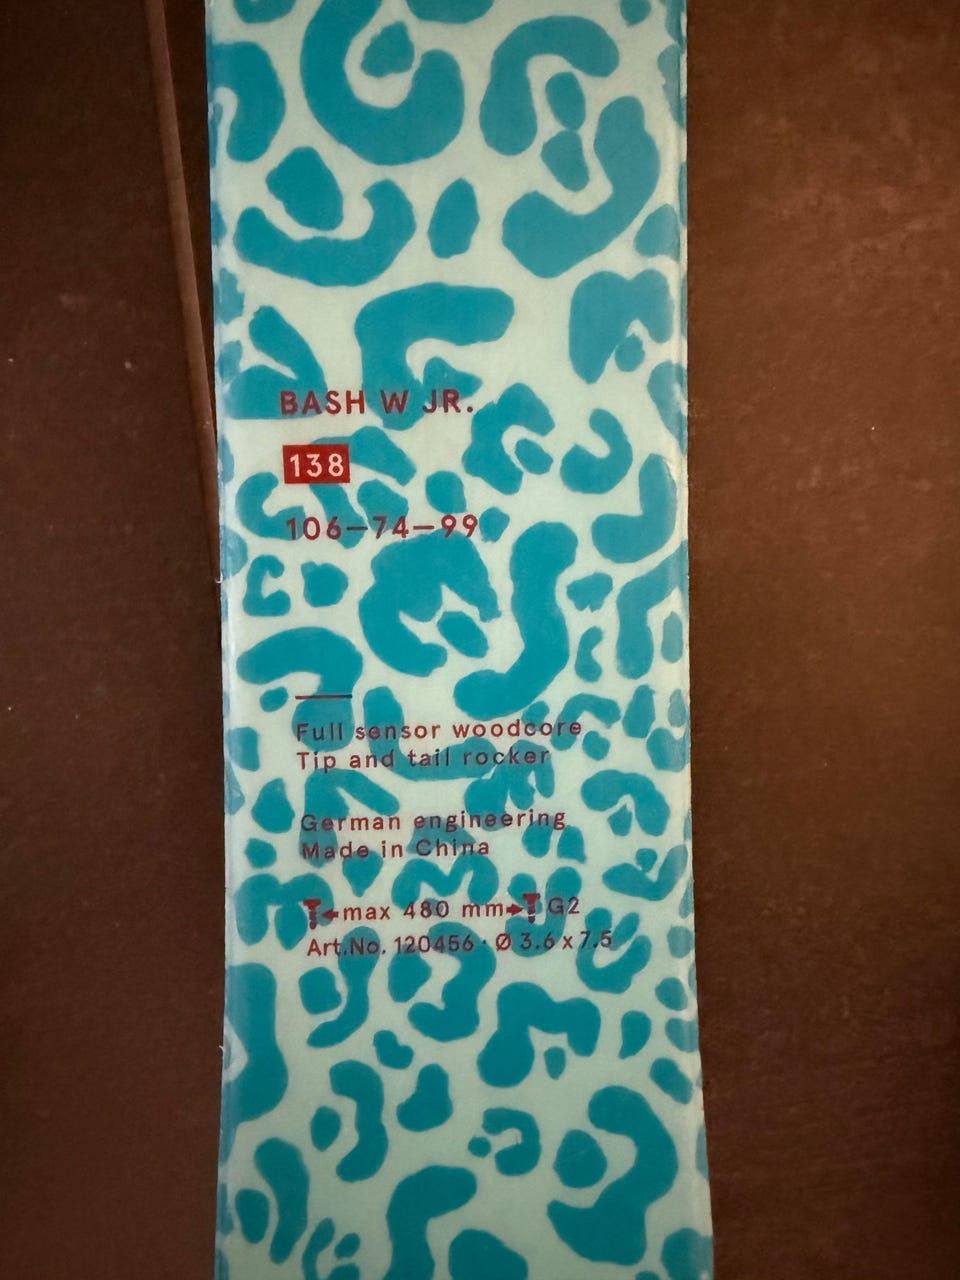 BASH W JR.
138
106-74-99
Full sensor woodcore
Tip and tail rocker
German engineering
Made in China
max 480 mm G2
Art.No. 120456 · Ø 3.6 x 7.5